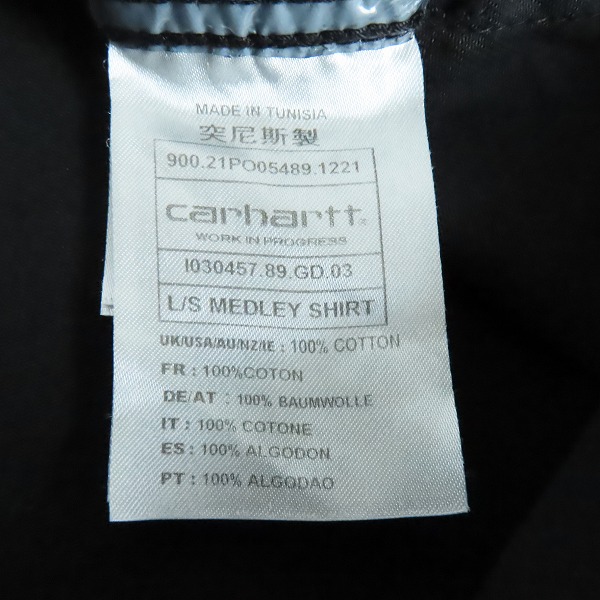 MADE IN TUNISIA
突尼斯製
900.21PO05489.1221
carhartt
WORK IN PROGRESS
I030457.89.GD.03
L/S MEDLEY SHIRT
UK/USA/AU/NZ/IE : 100% COTTON
FR : 100%COTON
DE/AT : 100% BAUMWOLLE
IT : 100% COTONE
ES : 100% ALGODON
PT : 100% ALGODAO